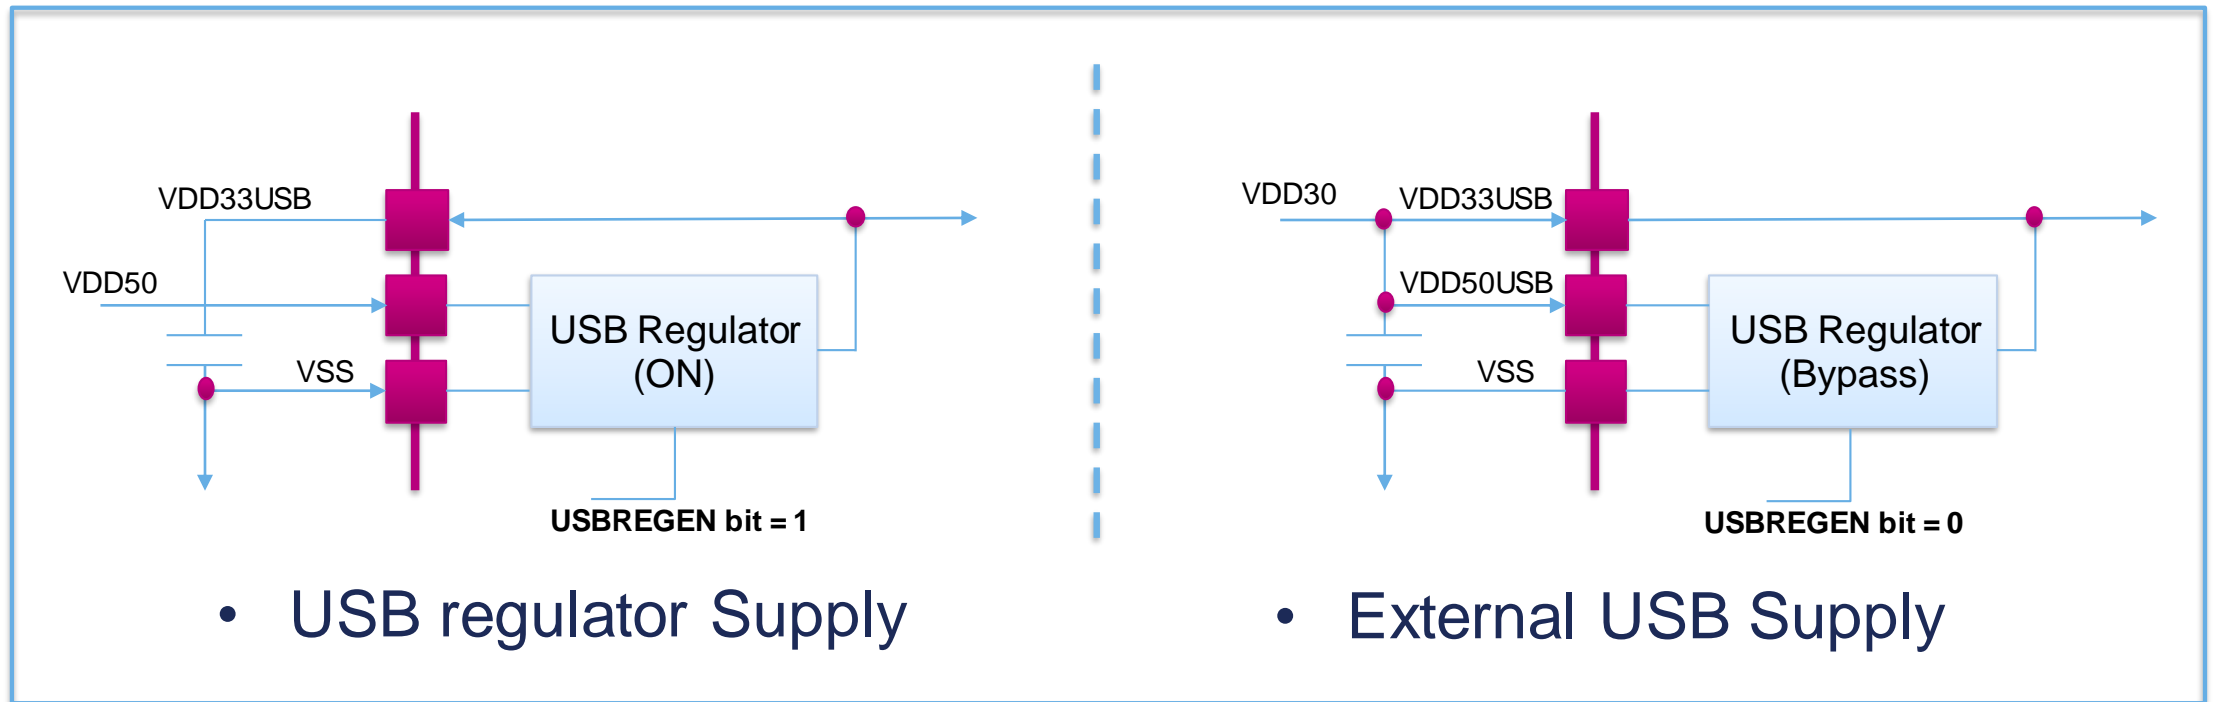 VDD33USB
VDD50
VSS
USB Regulator
(ON)
USBREGEN bit = 1
• USB regulator Supply
VDD30
VDD33USB
VDD50USB
VSS
USB Regulator
(Bypass)
USBREGEN bit = 0
• External USB Supply